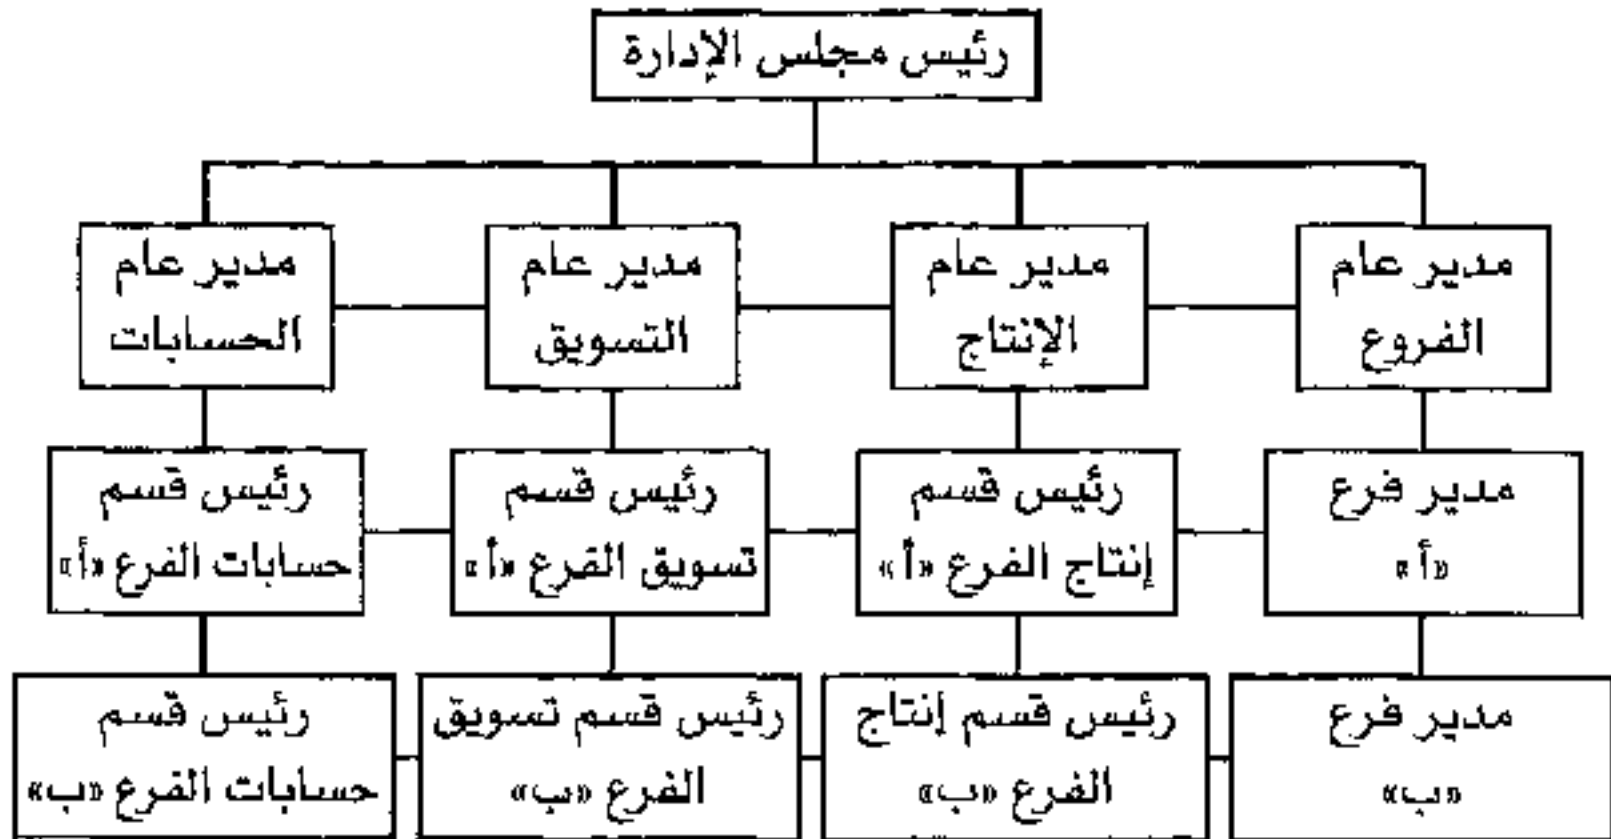 رئيس مجلس الإدارة
مدير عام
الفروع
مدير عام
الإنتاج
مدير عام
التسويق
مدير عام
الحسابات
مدير فرع
«أ»
رئيس قسم
إنتاج الفرع «أ»
رئيس قسم
تسويق الفرع «أ»
رئيس قسم
حسابات الفرع «أ»
مدير فرع
«ب»
رئيس قسم إنتاج
الفرع «ب»
رئيس قسم تسويق
الفرع «ب»
رئيس قسم
حسابات الفرع «ب»